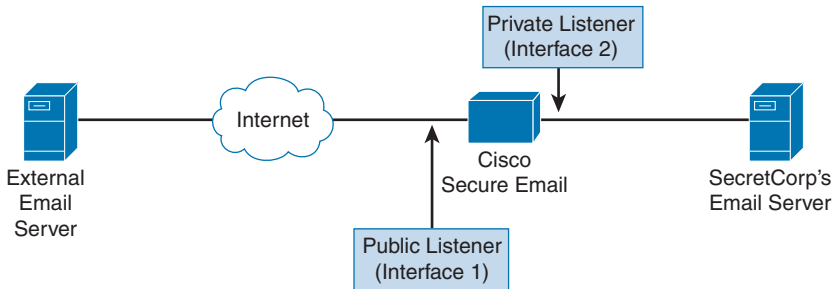 Private Listener
(Interface 2)
Internet
External
Email
Server
Cisco
Secure Email
SecretCorp's
Email Server
Public Listener
(Interface 1)